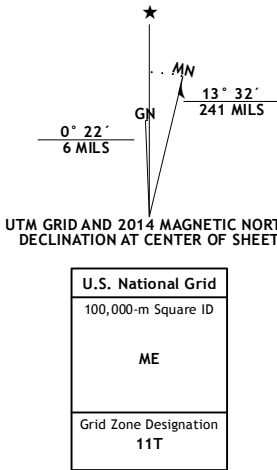 ★
MN
GN
13° 32´
241 MILS
0° 22´
6 MILS
UTM GRID AND 2014 MAGNETIC NORT
DECLINATION AT CENTER OF SHEET
U.S. National Grid
100,000-m Square ID
ME
Grid Zone Designation
11T